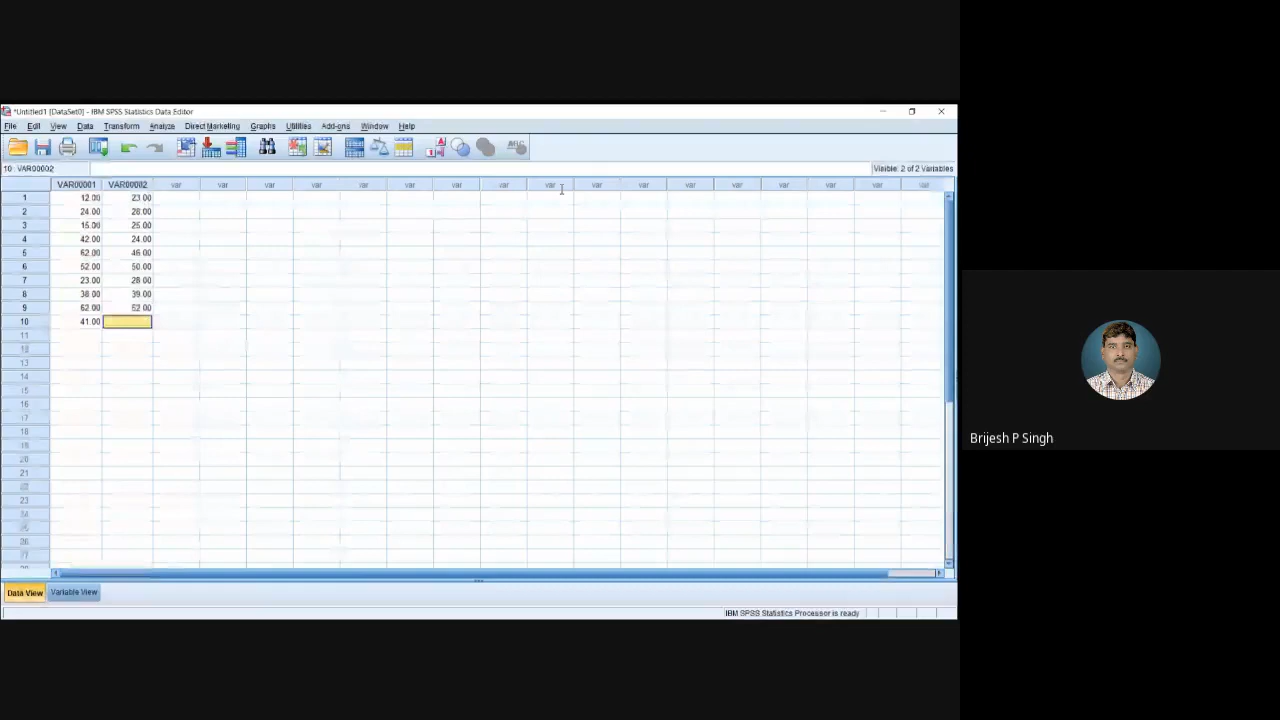 *Untitled1 [DataSet0] - IBM SPSS Statistics Data Editor
File Edit View Data Transform Analyze Direct Marketing Graphs Utilities Add-ons Window Help
10 : VAR00002 Visible: 2 of 2 Variables
VAR00001 VAR00002 var var var var var var var var var var var var var var var var var
1 12.00 23.00
2 24.00 28.00
3 15.00 25.00
4 42.00 24.00
5 62.00 46.00
6 52.00 50.00
7 23.00 28.00
8 38.00 39.00
9 62.00 52.00
10 41.00
11
12
13
14
15
16
17
18
19
20
21
22
23
24
25
26
27
Data View Variable View
IBM SPSS Statistics Processor is ready
Brijesh P Singh